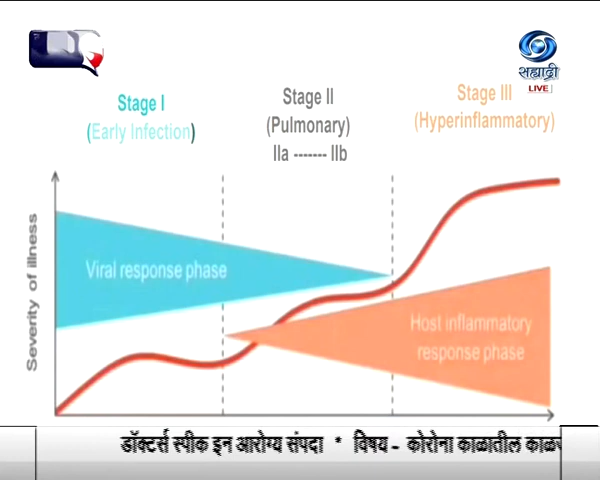 सह्याद्री
LIVE
Stage I
(Early Infection)
Stage II
(Pulmonary)
IIa ------- IIb
Stage III
(Hyperinflammatory)
Severity of illness
Viral response phase
Host inflammatory
response phase
डॉक्टर्स स्पीक इन आरोग्य संपदा * विषय - कोरोना काळातील